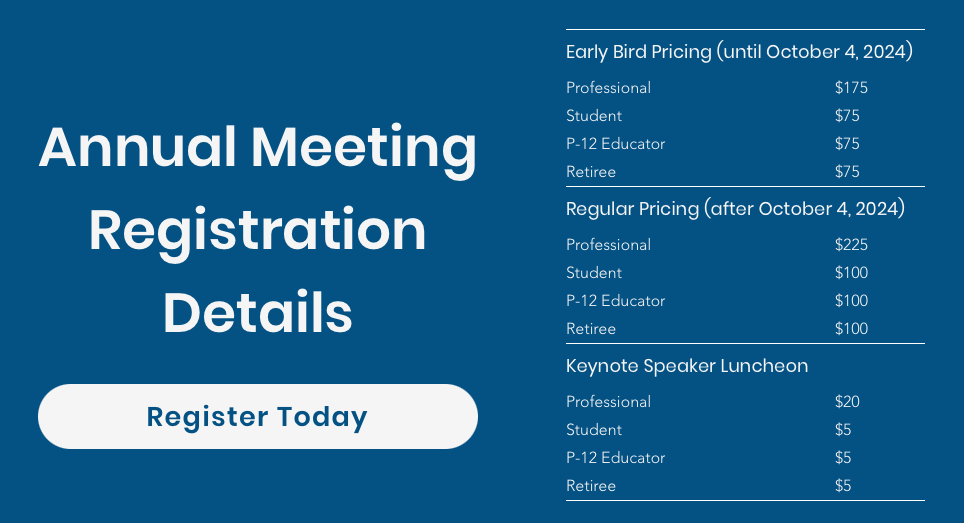 Annual Meeting
Registration
Details
Register Today
Early Bird Pricing (until October 4, 2024)
Professional $175
Student $75
P-12 Educator $75
Retiree $75
Regular Pricing (after October 4, 2024)
Professional $225
Student $100
P-12 Educator $100
Retiree $100
Keynote Speaker Luncheon
Professional $20
Student $5
P-12 Educator $5
Retiree $5